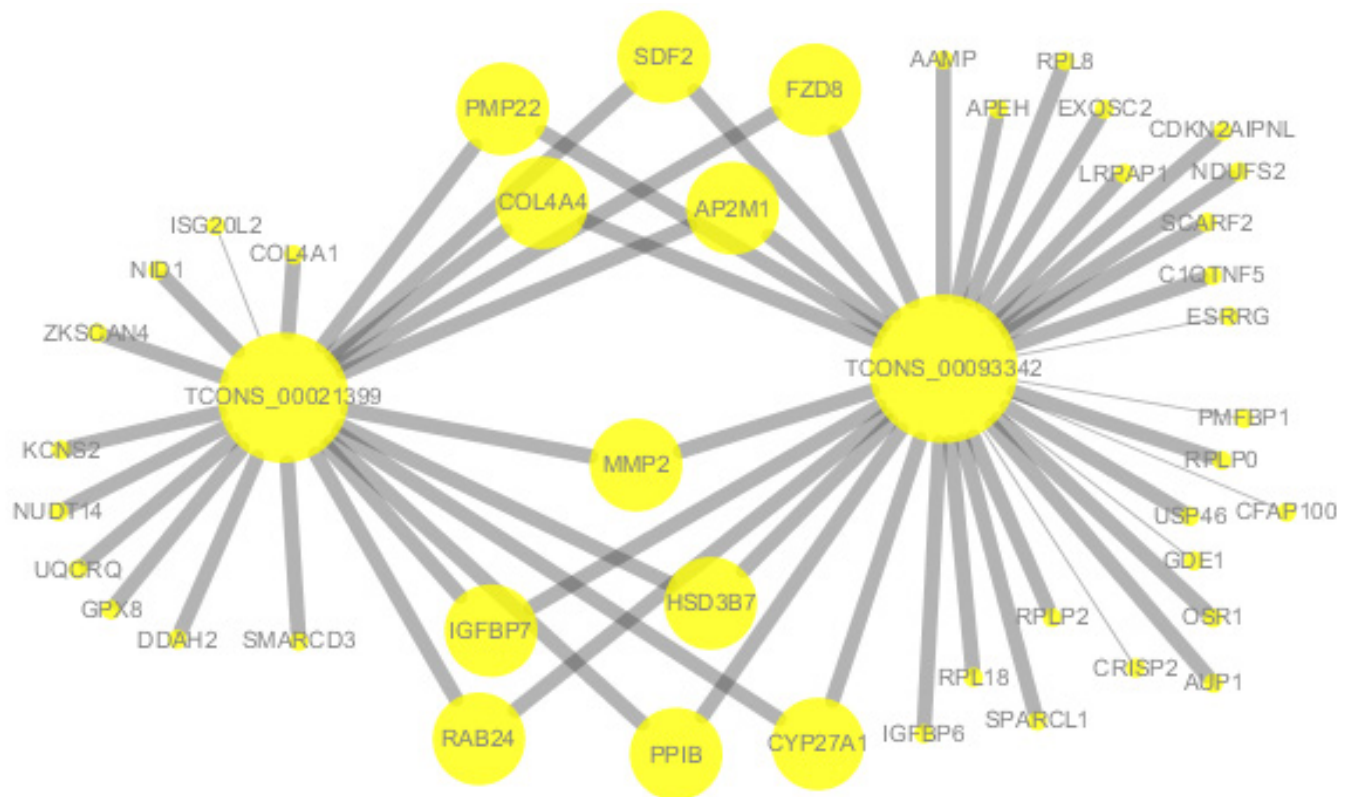 SDF2
AAMP
RPL8
FZD8
PMP22
APEH
EXOSC2
CDKN2AIPNL
LRPAP1
NDUFS2
COL4A4
AP2M1
ISG20L2
SCARF2
COL4A1
NID1
C1QTNF5
ESRRG
ZKSCAN4
TCONS_00093342
TCONS_00021399
PMFBP1
KCNS2
MMP2
RPLP0
NUDT14
USP46
CFAP100
UQCRQ
GDE1
GPX8
HSD3B7
RPLP2
OSR1
IGFBP7
DDAH2
SMARCD3
CRISP2
RPL18
AUP1
SPARCL1
IGFBP6
RAB24
PPIB
CYP27A1